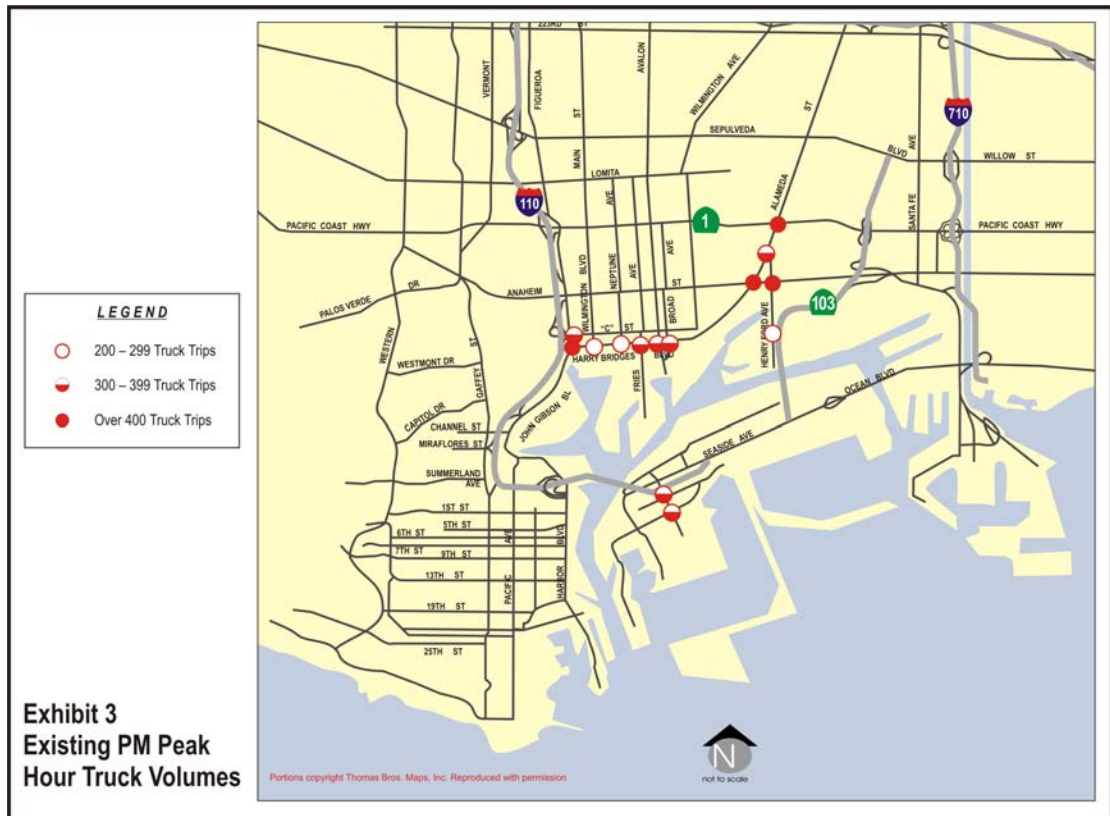 LEGEND
200 – 299 Truck Trips
300 – 399 Truck Trips
Over 400 Truck Trips
Exhibit 3
Existing PM Peak
Hour Truck Volumes
223RD ST
VERMONT
FIGUEROA
MAIN ST
AVALON
WILMINGTON AVE
ST
ALAMEDA
SEPULVEDA
BLVD
WILLOW ST
SANTA FE AVE
710
110
LOMITA
PACIFIC COAST HWY
1
PACIFIC COAST HWY
WILMINGTON BLVD
NEPTUNE AVE
FRIES AVE
BROAD AVE
ANAHEIM ST
PALOS VERDE DR
"C" ST
HARRY BRIDGES BLVD
HENRY FORD AVE
103
WESTERN
WESTMONT DR
GAFFEY ST
CAPITOL DR
CHANNEL ST
MIRAFLORES ST
SUMMERLAND
AVE
JOHN GIBSON BL
SEASIDE AVE
OCEAN BLVD
1ST ST
5TH ST
6TH ST
7TH ST
9TH ST
13TH ST
19TH ST
25TH ST
PACIFIC AVE
HARBOR BLVD
N
not to scale
Portions copyright Thomas Bros. Maps, Inc. Reproduced with permission